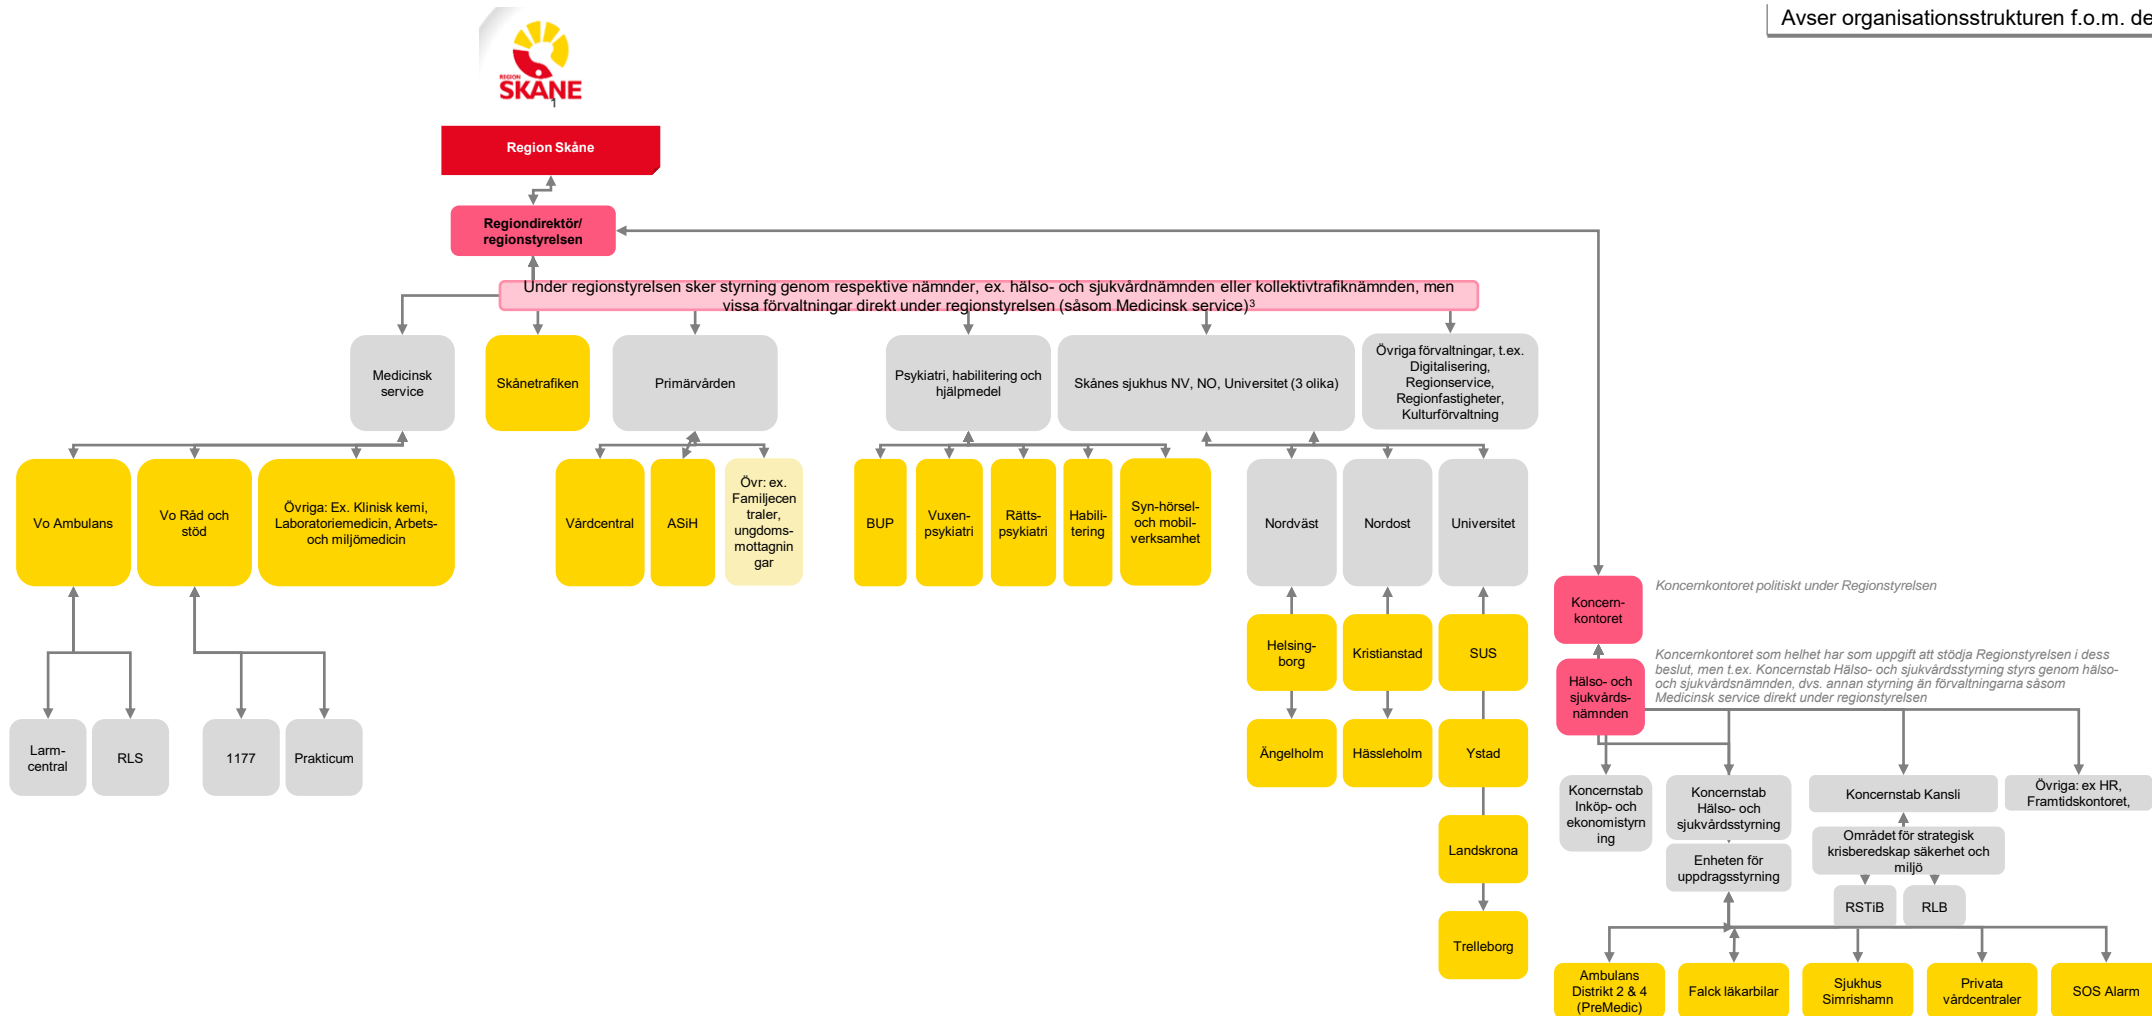 Avser organisationsstrukturen f.o.m. de
REGION
SKÅNE
1
Region Skåne
Regiondirektör/
regionstyrelsen
Under regionstyrelsen sker styrning genom respektive nämnder, ex. hälso- och sjukvårdnämnden eller kollektivtrafiknämnden, men
vissa förvaltningar direkt under regionstyrelsen (såsom Medicinsk service)³
Medicinsk
service
Skånetrafiken
Primärvården
Psykiatri, habilitering och
hjälpmedel
Skånes sjukhus NV, NO, Universitet (3 olika)
Övriga förvaltningar, t.ex.
Digitalisering,
Regionservice,
Regionfastigheter,
Kulturförvaltning
Vo Ambulans
Vo Råd och
stöd
Övriga: Ex. Klinisk kemi,
Laboratoriemedicin, Arbets-
och miljömedicin
Vårdcentral
ASiH
Övr: ex.
Familjecen
traler,
ungdoms-
mottagnin
gar
BUP
Vuxen-
psykiatri
Rätts-
psykiatri
Habili-
tering
Syn-hörsel-
och mobil-
verksamhet
Nordväst
Nordost
Universitet
Helsing-
borg
Kristianstad
SUS
Ängelholm
Hässleholm
Ystad
Landskrona
Trelleborg
Larm-
central
RLS
1177
Prakticum
Koncern-
kontoret
Koncernkontoret politiskt under Regionstyrelsen
Hälso- och
sjukvårds-
nämnden
Koncernkontoret som helhet har som uppgift att stödja Regionstyrelsen i dess
beslut, men t.ex. Koncernstab Hälso- och sjukvårdsstyrning styrs genom hälso-
och sjukvårdsnämnden, dvs. annan styrning än förvaltningarna såsom
Medicinsk service direkt under regionstyrelsen
Koncernstab
Inköp- och
ekonomistyrn
ing
Koncernstab
Hälso- och
sjukvårdsstyrning
Koncernstab Kansli
Övriga: ex HR,
Framtidskontoret,
Enheten för
uppdragsstyrning
Området för strategisk
krisberedskap säkerhet och
miljö
RSTiB
RLB
Ambulans
Distrikt 2 & 4
(PreMedic)
Falck läkarbilar
Sjukhus
Simrishamn
Privata
vårdcentraler
SOS Alarm